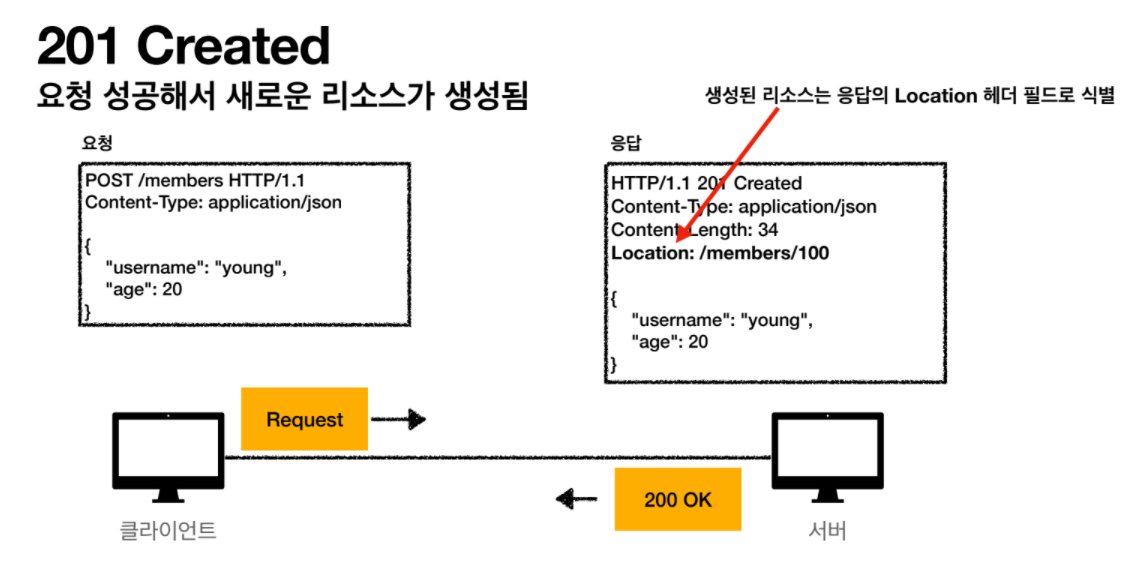 201 Created
요청 성공해서 새로운 리소스가 생성됨
생성된 리소스는 응답의 Location 헤더 필드로 식별
요청
POST /members HTTP/1.1
Content-Type: application/json
{
"username": "young",
"age": 20
}
응답
HTTP/1.1 201 Created
Content-Type: application/json
Content-Length: 34
Location: /members/100
{
"username": "young",
"age": 20
}
Request
200 OK
클라이언트
서버